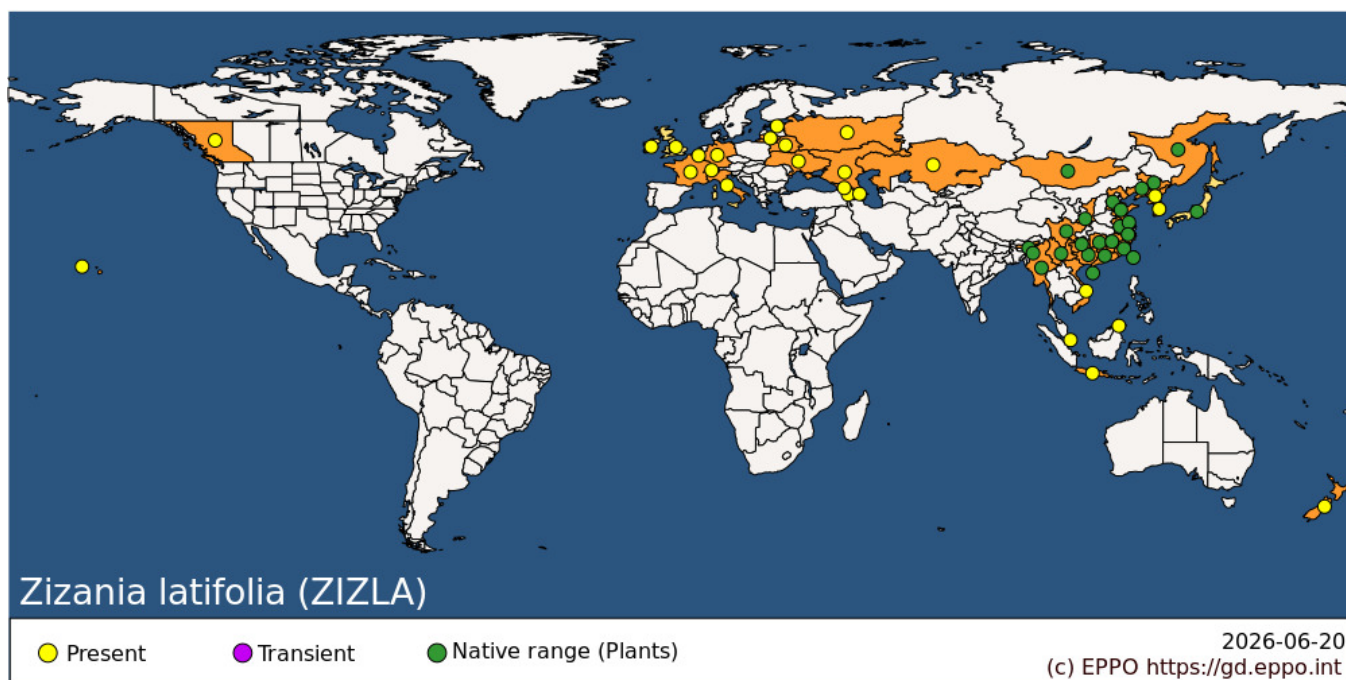 Zizania latifolia (ZIZLA)
Present
Transient
Native range (Plants)
2026-06-20
(c) EPPO https://gd.eppo.int